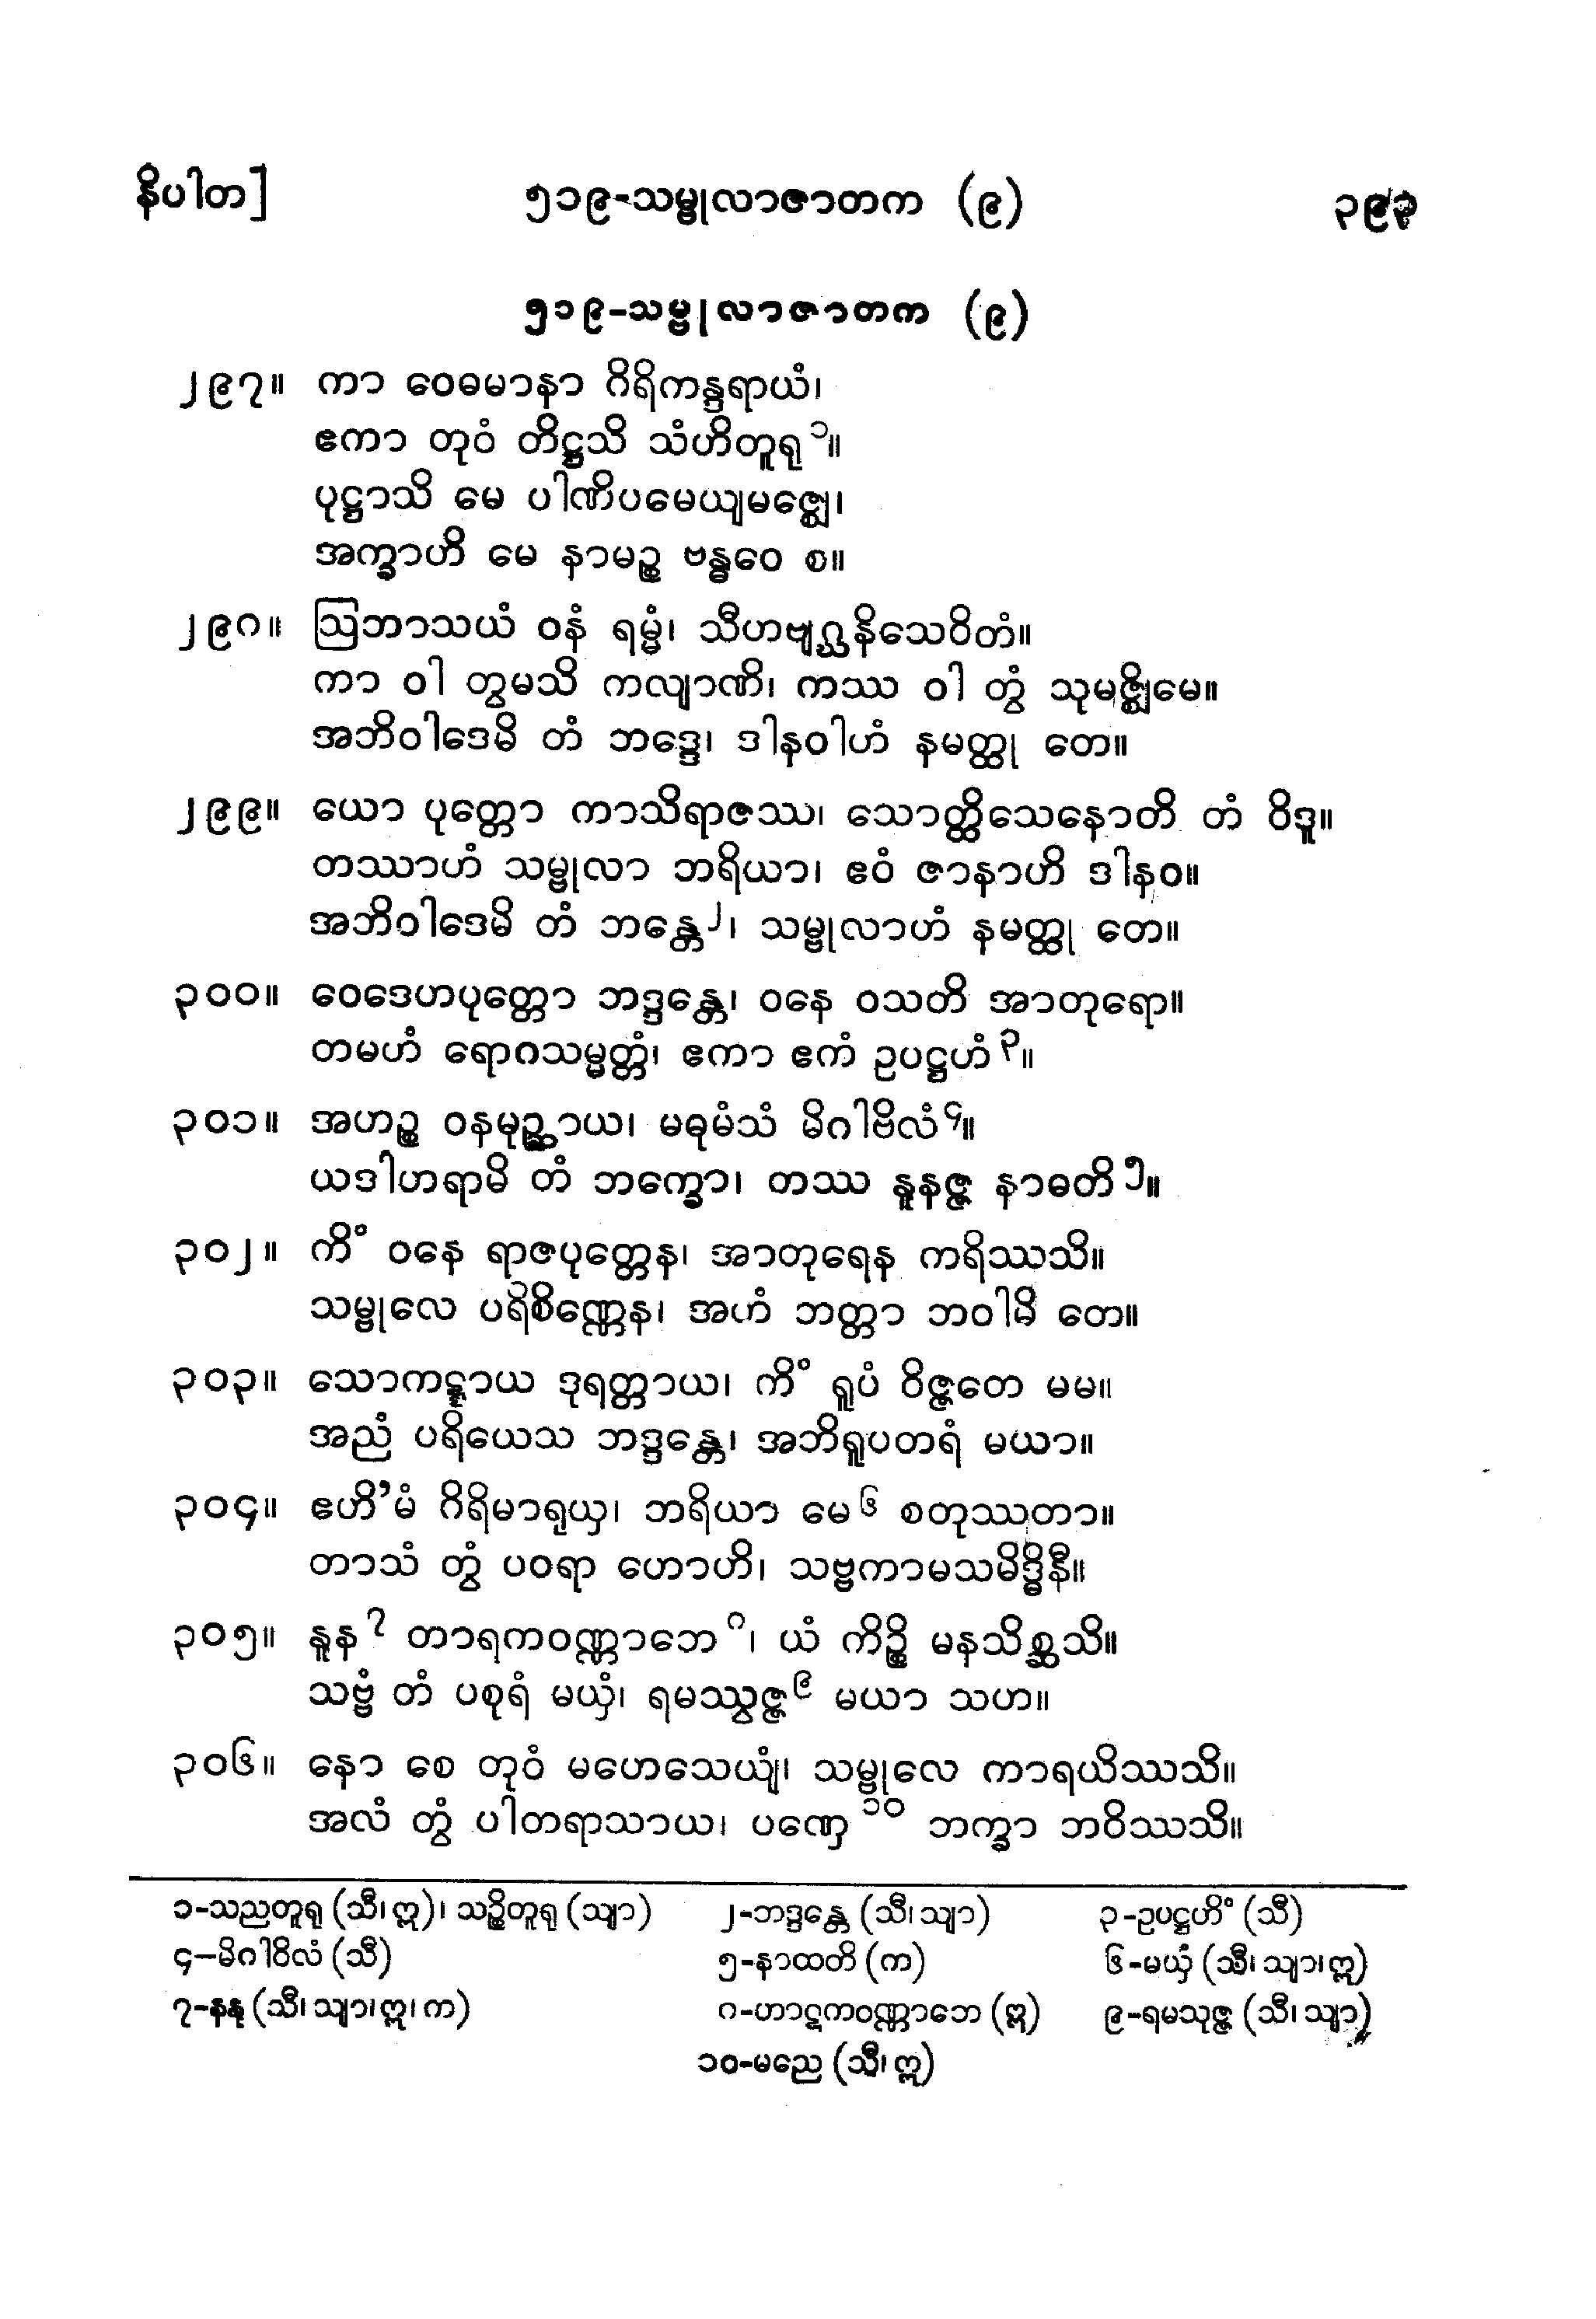 နိပါတ]	၅၁၉-သမ္ဗုလာဇာတက (၉)	၃၉၃
၅၁၉-သမ္ဗုလာဇာတက (၉)
၂၉၇။ ကာ ဝေဓမာနာ ဂိရိကန္ဒရာယံ၊
ဧကာ တုဝံ တိဋ္ဌသိ သံဟိတူရု၁။
ပုဋ္ဌာသိ မေ ပါဏိပမေယျမဇ္ဈေ၊
အက္ခာဟိ မေ နာမဉ္စ ဗန္ဓဝေ စ။
၂၉၈။ ဩဘာသယံ ဝနံ ရမ္မံ၊ သီဟဗျဂ္ဃနိသေဝိတံ။
ကာ ဝါ တွမသိ ကလျာဏိ၊ ကဿ ဝါ တွံ သုမဇ္ဈိမေ။
အဘိဝါဒေမိ တံ ဘဒ္ဒေ၊ ဒါနဝါဟံ နမတ္ထု တေ။
၂၉၉။ ယော ပုတ္တော ကာသိရာဇဿ၊ သောတ္ထိသေနောတိ တံ ဝိဒူ။
တဿာဟံ သမ္ဗုလာ ဘရိယာ၊ ဧဝံ ဇာနာဟိ ဒါနဝ။
အဘိဝါဒေမိ တံ ဘန္တေ၂၊ သမ္ဗုလာဟံ နမတ္ထု တေ။
၃၀၀။ ဝေဒေဟပုတ္တော ဘဒ္ဒန္တေ၊ ဝနေ ဝသတိ အာတုရော။
တမဟံ ရောဂသမ္မတ္တံ၊ ဧကာ ဧကံ ဥပဋ္ဌဟံ၃။
၃၀၁။ အဟဉ္စ ဝနမုဉ္ဆာယ၊ မဓုမံသံ မိဂါဗိလံ၄။
ယဒါဟရာမိ တံ ဘက္ခော၊ တဿ နူနဇ္ဇ နာဓတိ၅။
၃၀၂။ ကိံ ဝနေ ရာဇပုတ္တေန၊ အာတုရေန ကရိဿသိ။
သမ္ဗုလေ ပရိစိဏ္ဏေန၊ အဟံ ဘတ္တာ ဘဝါမိ တေ။
၃၀၃။ သောကဋ္ဋာယ ဒုရတ္တာယ၊ ကိံ ရူပံ ဝိဇ္ဇတေ မမ။
အညံ ပရိယေသ ဘဒ္ဒန္တေ၊ အဘိရူပတရံ မယာ။
၃၀၄။ ဧဟိ’မံ ဂိရိမာရုယှ၊ ဘရိယာ မေ၆ စတုဿတာ။
တာသံ တွံ ပဝရာ ဟောဟိ၊ သဗ္ဗကာမသမိဒ္ဓိနီ။
၃၀၅။ နူန၇ တာရကဝဏ္ဏာဘေ၈၊ ယံ ကိဉ္စိ မနသိစ္ဆသိ။
သဗ္ဗံ တံ ပစုရံ မယှံ၊ ရမဿွဇ္ဇ၉ မယာ သဟ။
၃၀၆။ နော စေ တုဝံ မဟေသေယျံ၊ သမ္ဗုလေ ကာရယိဿသိ။
အလံ တွံ ပါတရာသာယ၊ ပဏှေ၁၀ ဘက္ခာ ဘဝိဿသိ။
၁-သညတူရု (သီ၊ဣ)၊ သဉ္စိတူရု (သျာ)	၂-ဘဒ္ဒန္တေ (သီ၊သျာ)	၃-ဥပဋ္ဌဟိံ (သီ)
၄-မိဂါဝိလံ (သီ)	၅-နာထတိ (က)	၆-မယှံ (သီ၊သျာ၊ဣ)
၇-နနု (သီ၊သျာ၊ဣ၊က)	၈-ဟာဋကဝဏ္ဏာဘေ (ဣ)	၉-ရမသုဇ္ဇ (သီ၊သျာ)
၁၀-မညေ (သီ၊ဣ)